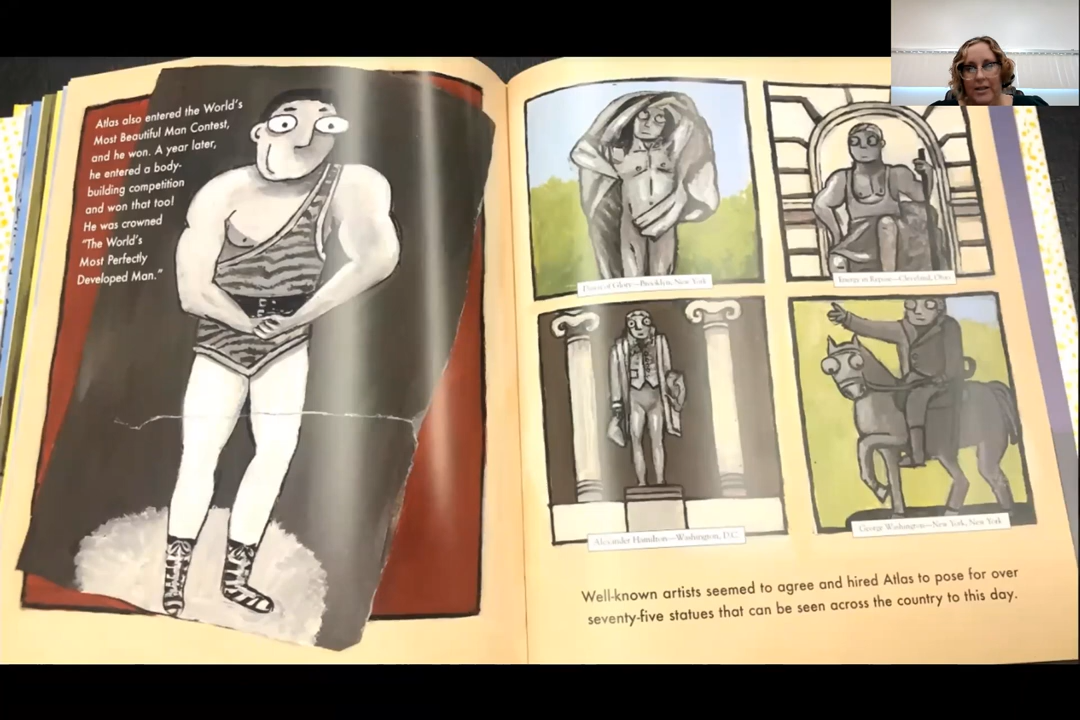 Atlas also entered the World's
Most Beautiful Man Contest,
and he won. A year later,
he entered a body-
building competition
and won that too!
He was crowned
"The World's
Most Perfectly
Developed Man."
Dawn of Glory—Brooklyn, New York
Energy in Repose—Cleveland, Ohio
Alexander Hamilton—Washington, D.C.
George Washington—New York, New York
Well-known artists seemed to agree and hired Atlas to pose for over
seventy-five statues that can be seen across the country to this day.